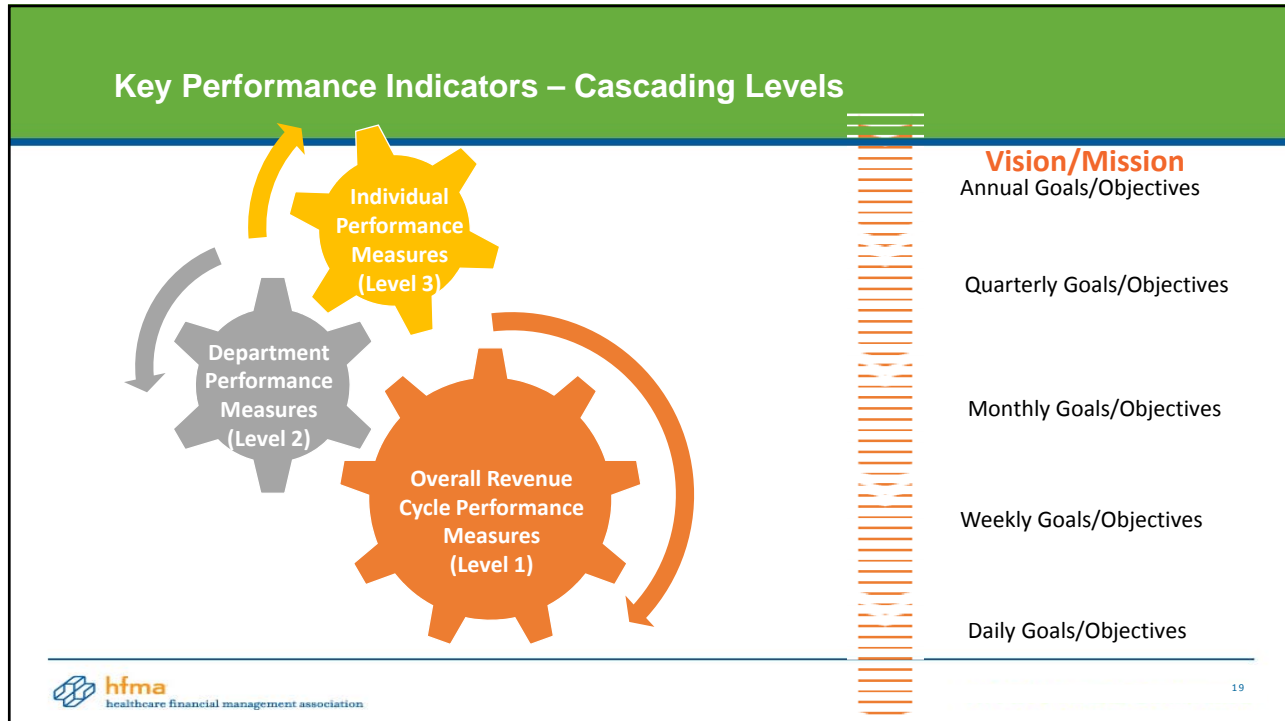 Key Performance Indicators – Cascading Levels
Individual
Performance
Measures
(Level 3)
Department
Performance
Measures
(Level 2)
Overall Revenue
Cycle Performance
Measures
(Level 1)
Vision/Mission
Annual Goals/Objectives
Quarterly Goals/Objectives
Monthly Goals/Objectives
Weekly Goals/Objectives
Daily Goals/Objectives
hfma
healthcare financial management association
19